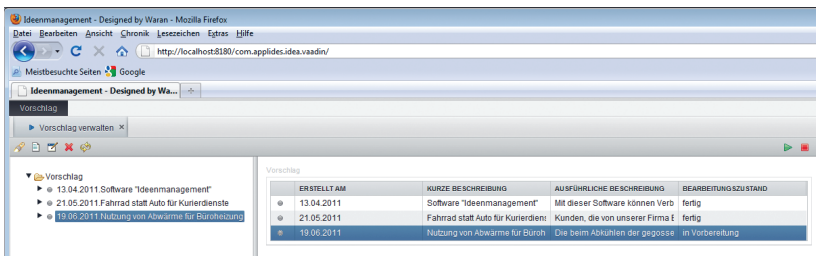 Ideenmanagement - Designed by Waran - Mozilla Firefox
Datei Bearbeiten Ansicht Chronik Lesezeichen Extras Hilfe
http://localhost:8180/com.applides.idea.vaadin/
Meistbesuchte Seiten Google
Ideenmanagement - Designed by Wa...
Vorschlag
Vorschlag verwalten
Vorschlag
13.04.2011.Software "Ideenmanagement"
21.05.2011.Fahrrad statt Auto für Kurierdienste
19.06.2011.Nutzung von Abwärme für Büroheizung
Vorschlag
ERSTELLT AM KURZE BESCHREIBUNG AUSFÜHRLICHE BESCHREIBUNG BEARBEITUNGSZUSTAND
13.04.2011 Software "Ideenmanagement" Mit dieser Software können Verb fertig
21.05.2011 Fahrrad statt Auto für Kurierdiens Kunden, die von unserer Firma E fertig
19.06.2011 Nutzung von Abwärme für Büroh Die beim Abkühlen der gegosse in Vorbereitung